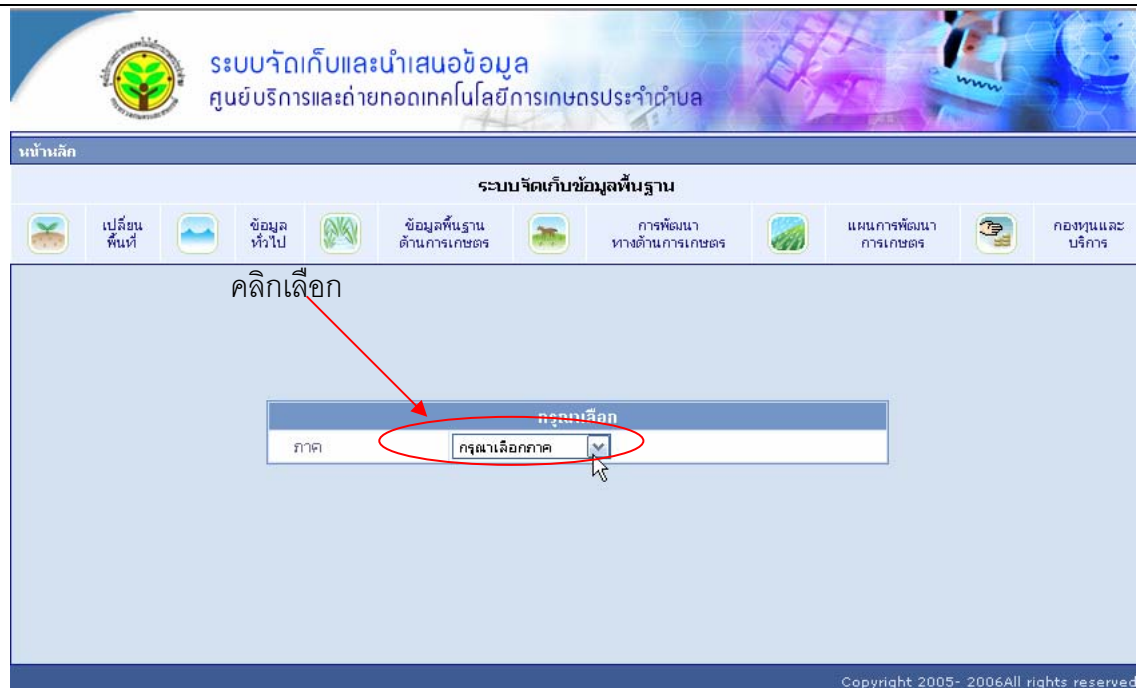 ระบบจัดเก็บและนำเสนอข้อมูล
ศูนย์บริการและถ่ายทอดเทคโนโลยีการเกษตรประจำตำบล
หน้าหลัก
ระบบจัดเก็บข้อมูลพื้นฐาน
เปลี่ยน
พื้นที่
ข้อมูล
ทั่วไป
ข้อมูลพื้นฐาน
ด้านการเกษตร
การพัฒนา
ทางด้านการเกษตร
แผนการพัฒนา
การเกษตร
กองทุนและ
บริการ
คลิกเลือก
กรุณาเลือก
ภาค
กรุณาเลือกภาค
Copyright 2005- 2006All rights reserved